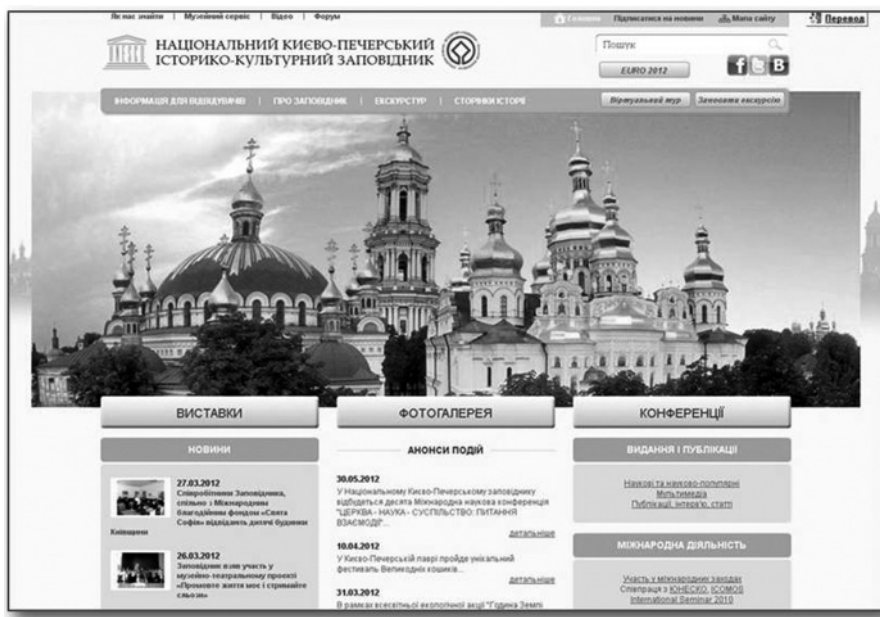 Як нас знайти | Музейний сервіс | Відео | Форум
Головна Підписатися на новини Мапа сайту
Перевод
НАЦІОНАЛЬНИЙ КИЄВО-ПЕЧЕРСЬКИЙ
ІСТОРИКО-КУЛЬТУРНИЙ ЗАПОВІДНИК
Пошук
EURO 2012
ІНФОРМАЦІЯ ДЛЯ ВІДВІДУВАЧІВ | ПРО ЗАПОВІДНИК | ЕКСКУРСТУР | СТОРІНКИ ІСТОРІЇ
Віртуальний тур Замовити екскурсію
ВИСТАВКИ
ФОТОГАЛЕРЕЯ
КОНФЕРЕНЦІЇ
НОВИНИ
27.03.2012
Співробітники Заповідника,
спільно з Міжнародним
благодійним фондом «Свята
Софія» відвідають дитячі будинки
Київщини
26.03.2012
Заповідник взяв участь у
музейно-театральному проекті
«Промовте життя моє і стримайте
сльози»
АНОНСИ ПОДІЙ
30.05.2012
У Національному Києво-Печерському заповіднику
відбудеться десята Міжнародна наукова конференція
"ЦЕРКВА - НАУКА - СУСПІЛЬСТВО: ПИТАННЯ
ВЗАЄМОДІЇ"...
детальніше
10.04.2012
У Києво-Печерській лаврі пройде унікальний
фестиваль Великодніх кошиків...
детальніше
31.03.2012
В рамках всесвітньої екологічної акції "Година Землі
ВИДАННЯ І ПУБЛІКАЦІЇ
Наукові та науково-популярні
Мультимедіа
Публікації, інтерв'ю, статті
МІЖНАРОДНА ДІЯЛЬНІСТЬ
Участь у міжнародних заходах
Співпраця з ЮНЕСКО, ICOMOS
International Seminar 2010